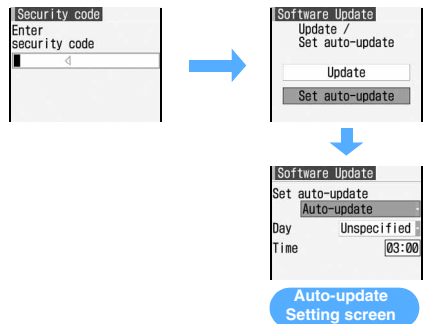 Security code
Enter
security code
Software Update
Update /
Set auto-update
Update
Set auto-update
Software Update
Set auto-update
Auto-update
Day Unspecified
Time 03:00
Auto-update
Setting screen